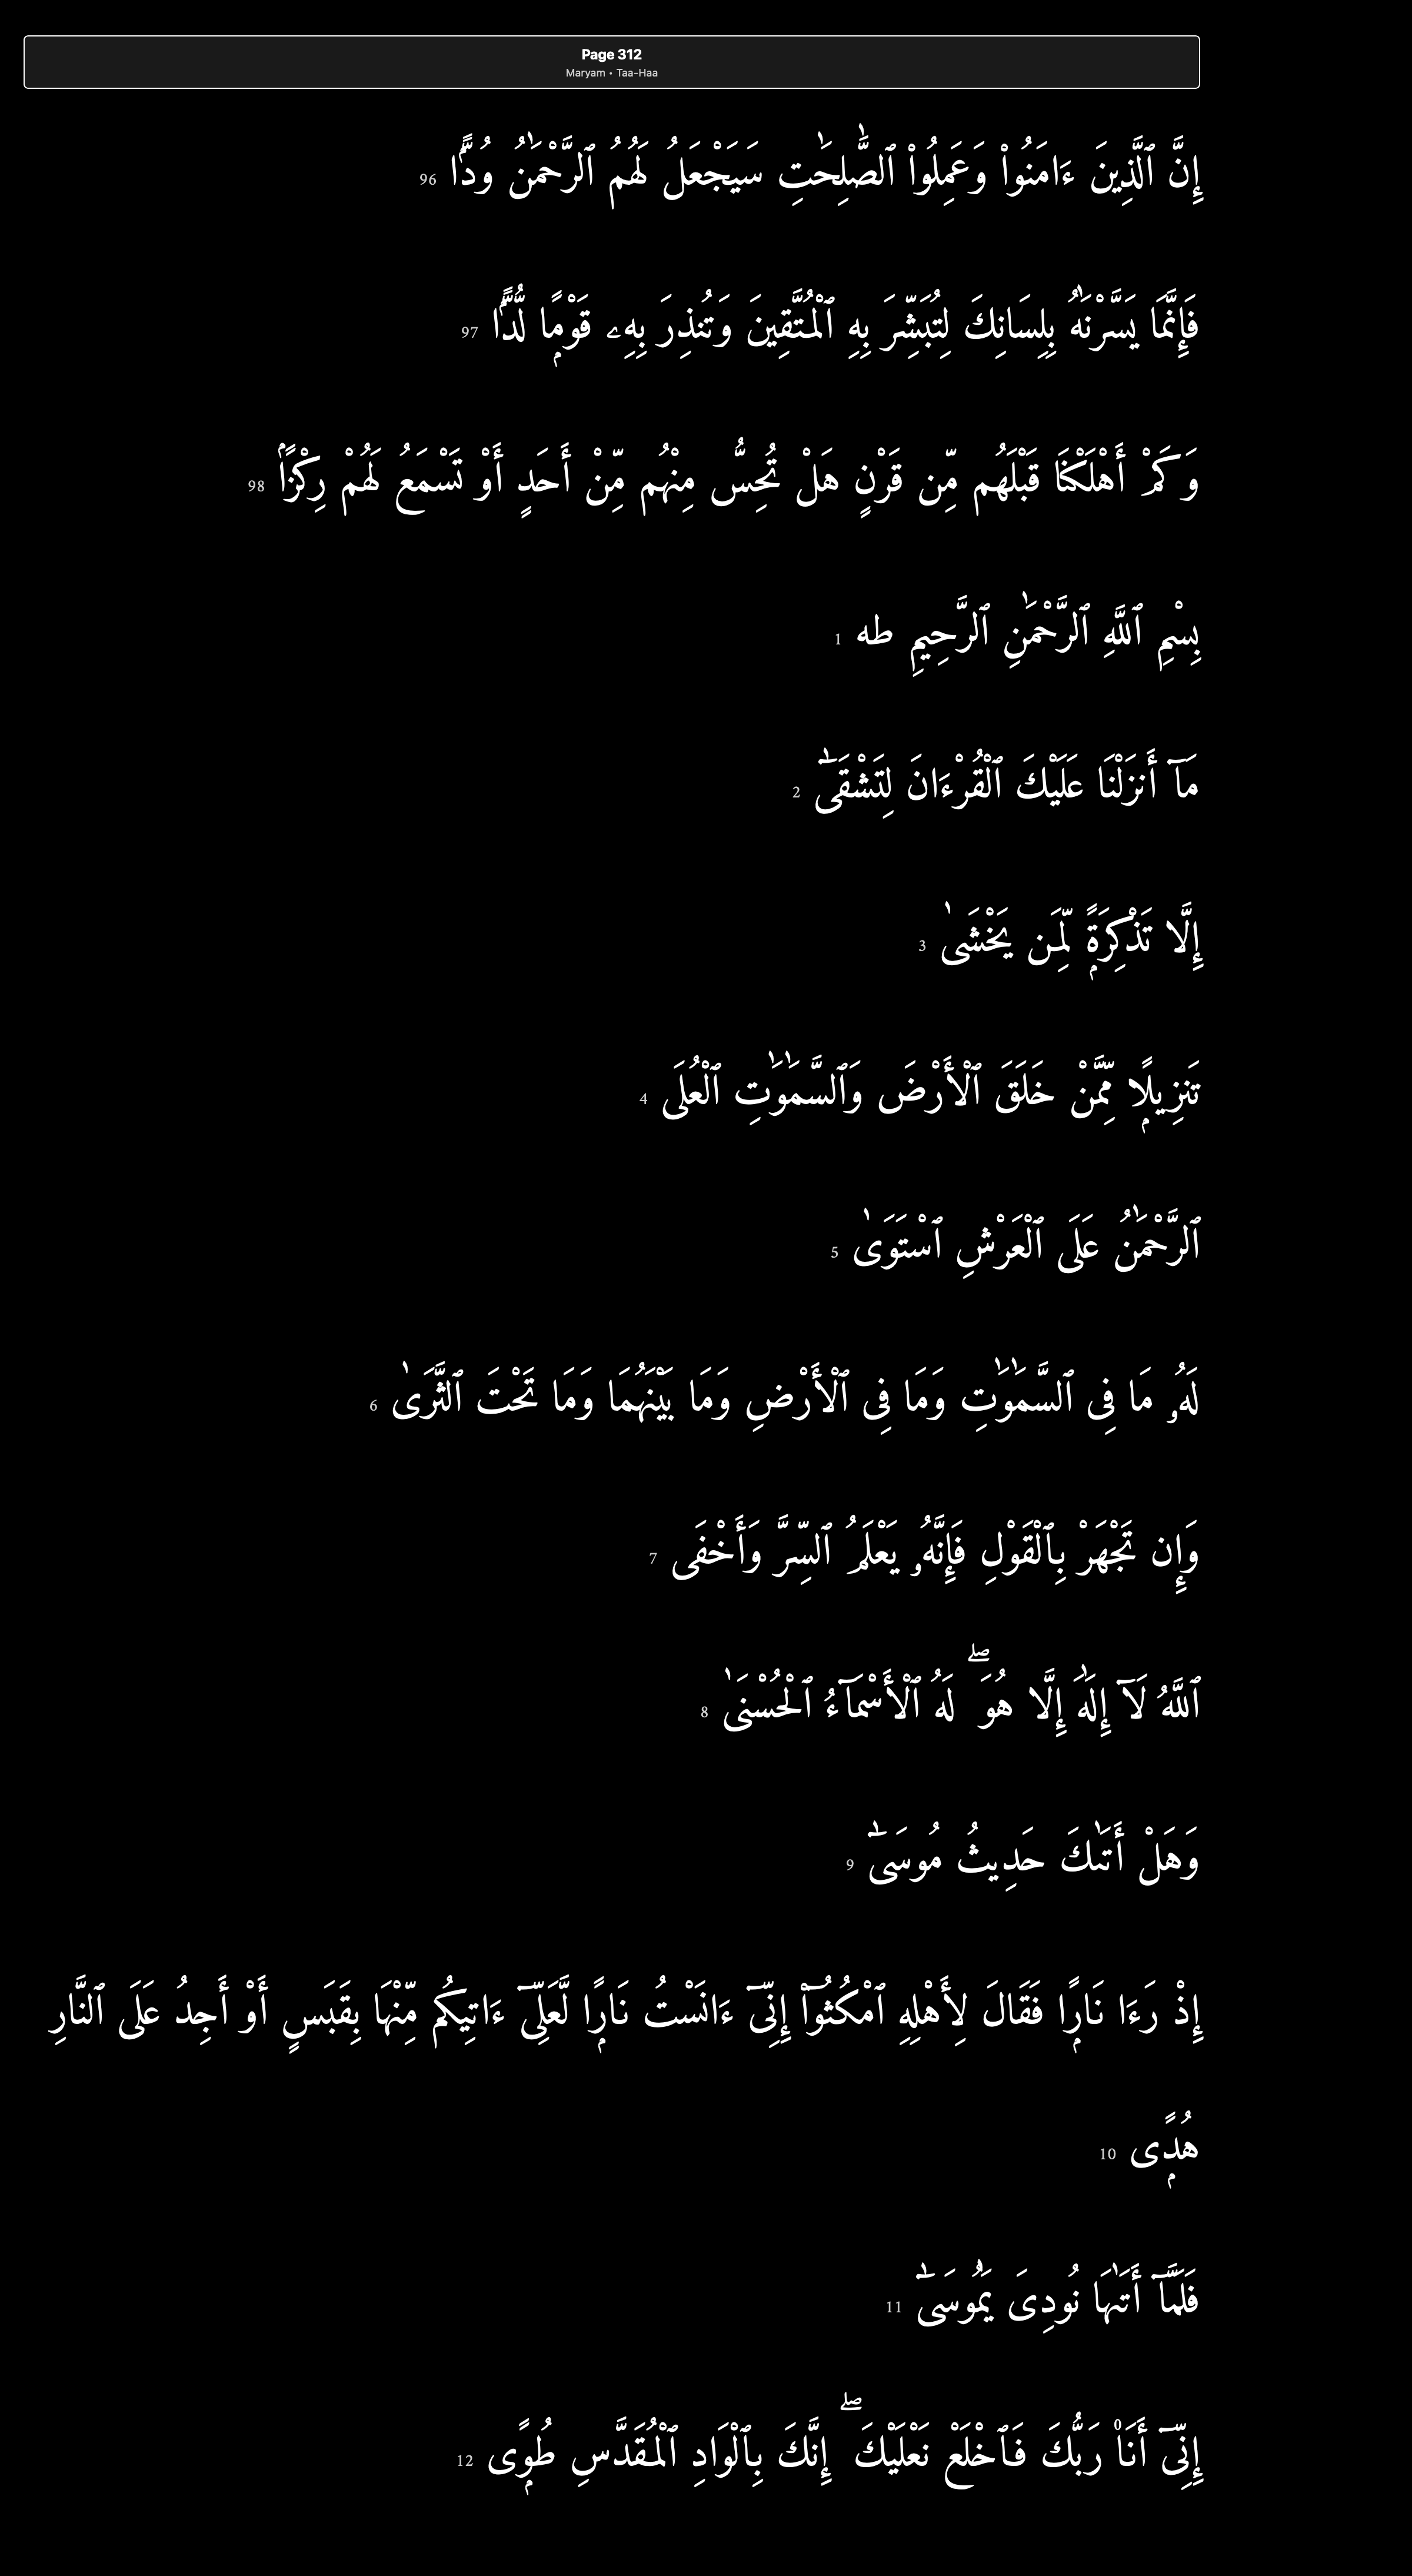 Page 312
Maryam • Taa-Haa
إِنَّ ٱلَّذِينَ ءَامَنُوا۟ وَعَمِلُوا۟ ٱلصَّٰلِحَٰتِ سَيَجْعَلُ لَهُمُ ٱلرَّحْمَٰنُ وُدًّۭا 96
فَإِنَّمَا يَسَّرْنَٰهُ بِلِسَانِكَ لِتُبَشِّرَ بِهِ ٱلْمُتَّقِينَ وَتُنذِرَ بِهِۦ قَوْمًۭا لُّدًّۭا 97
وَكَمْ أَهْلَكْنَا قَبْلَهُم مِّن قَرْنٍ هَلْ تُحِسُّ مِنْهُم مِّنْ أَحَدٍ أَوْ تَسْمَعُ لَهُمْ رِكْزًۢا 98
بِسْمِ ٱللَّهِ ٱلرَّحْمَٰنِ ٱلرَّحِيمِ طه 1
مَآ أَنزَلْنَا عَلَيْكَ ٱلْقُرْءَانَ لِتَشْقَىٰٓ 2
إِلَّا تَذْكِرَةًۭ لِّمَن يَخْشَىٰ 3
تَنزِيلًۭا مِّمَّنْ خَلَقَ ٱلْأَرْضَ وَٱلسَّمَٰوَٰتِ ٱلْعُلَى 4
ٱلرَّحْمَٰنُ عَلَى ٱلْعَرْشِ ٱسْتَوَىٰ 5
لَهُۥ مَا فِى ٱلسَّمَٰوَٰتِ وَمَا فِى ٱلْأَرْضِ وَمَا بَيْنَهُمَا وَمَا تَحْتَ ٱلثَّرَىٰ 6
وَإِن تَجْهَرْ بِٱلْقَوْلِ فَإِنَّهُۥ يَعْلَمُ ٱلسِّرَّ وَأَخْفَى 7
ٱللَّهُ لَآ إِلَٰهَ إِلَّا هُوَ ۖ لَهُ ٱلْأَسْمَآءُ ٱلْحُسْنَىٰ 8
وَهَلْ أَتَىٰكَ حَدِيثُ مُوسَىٰٓ 9
إِذْ رَءَا نَارًۭا فَقَالَ لِأَهْلِهِ ٱمْكُثُوٓا۟ إِنِّىٓ ءَانَسْتُ نَارًۭا لَّعَلِّىٓ ءَاتِيكُم مِّنْهَا بِقَبَسٍ أَوْ أَجِدُ عَلَى ٱلنَّارِ
هُدًۭى 10
فَلَمَّآ أَتَىٰهَا نُودِىَ يَٰمُوسَىٰٓ 11
إِنِّىٓ أَنَا۠ رَبُّكَ فَٱخْلَعْ نَعْلَيْكَ ۖ إِنَّكَ بِٱلْوَادِ ٱلْمُقَدَّسِ طُوًۭى 12